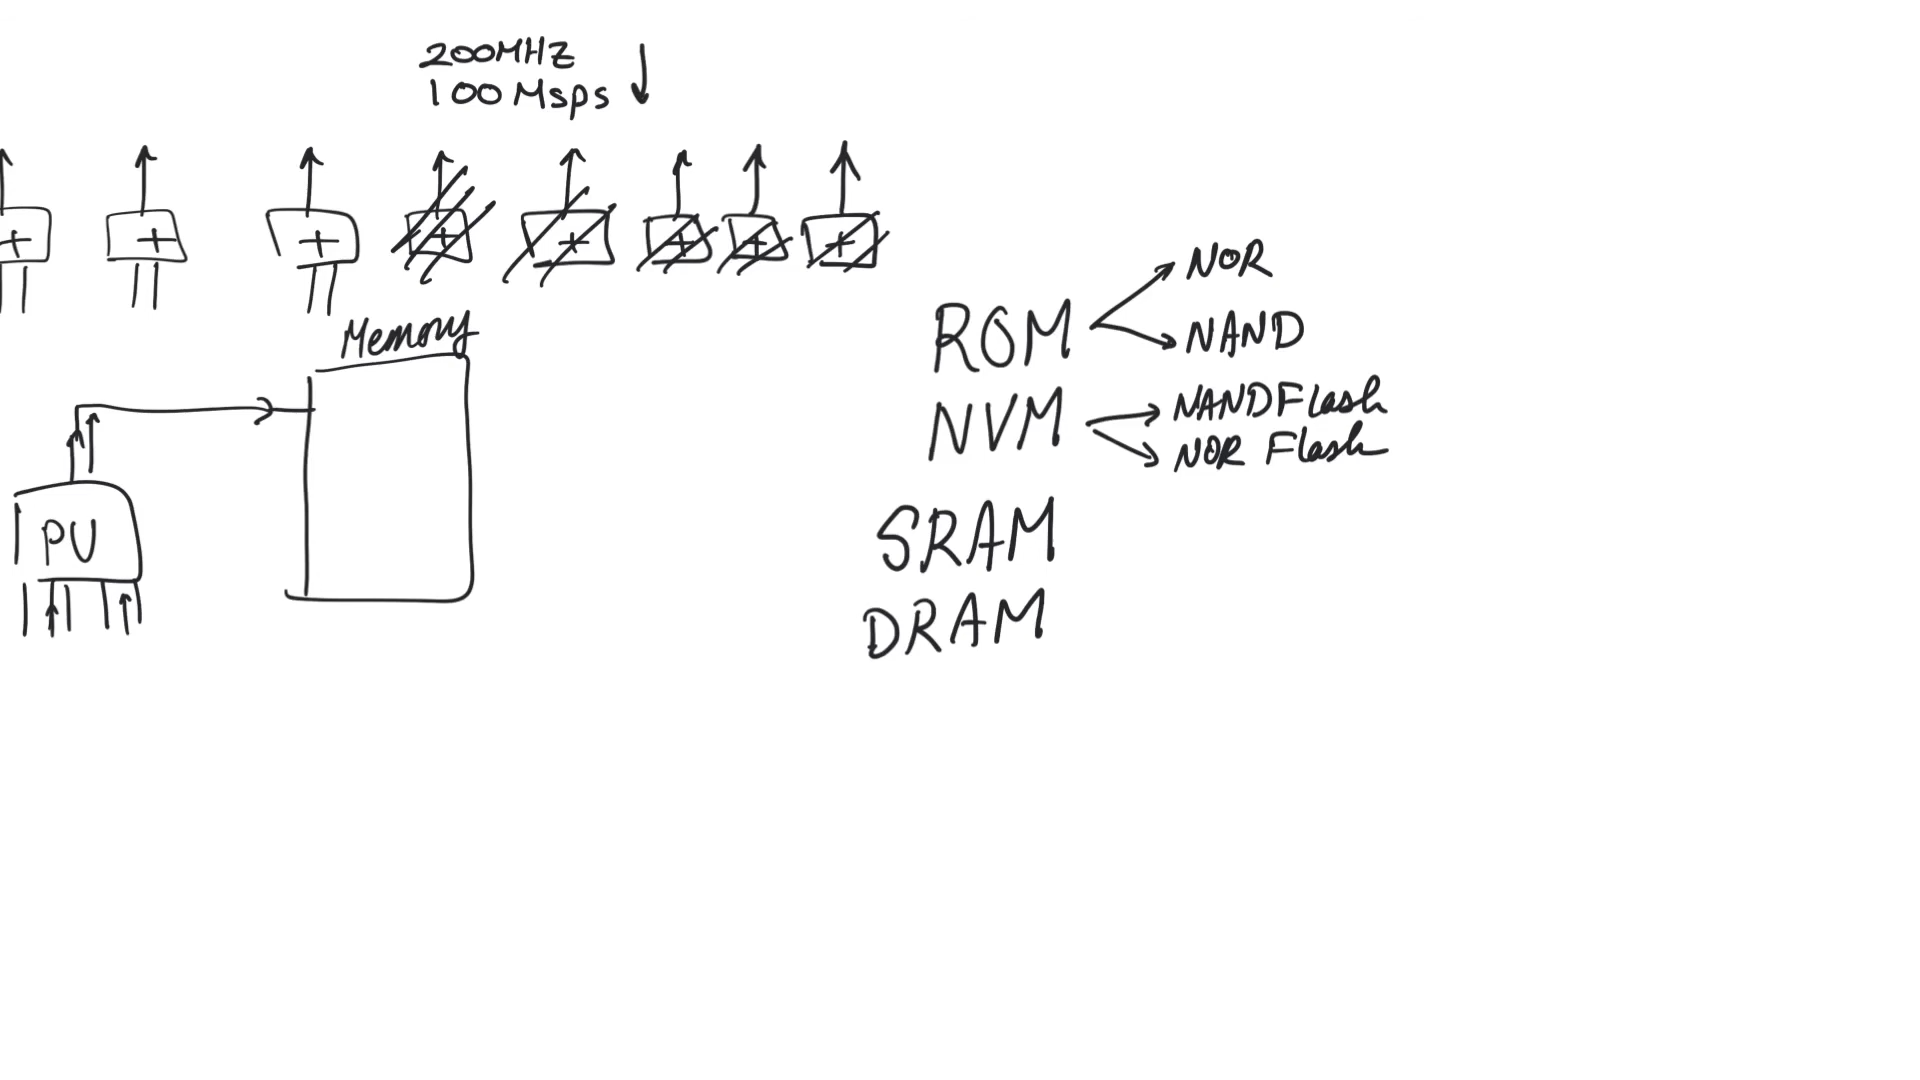 200MHZ
100 Msps
+ + + + + + + +
Memory
PU
ROM
NOR
NAND
NVM
NANDFlash
NOR Flash
SRAM
DRAM